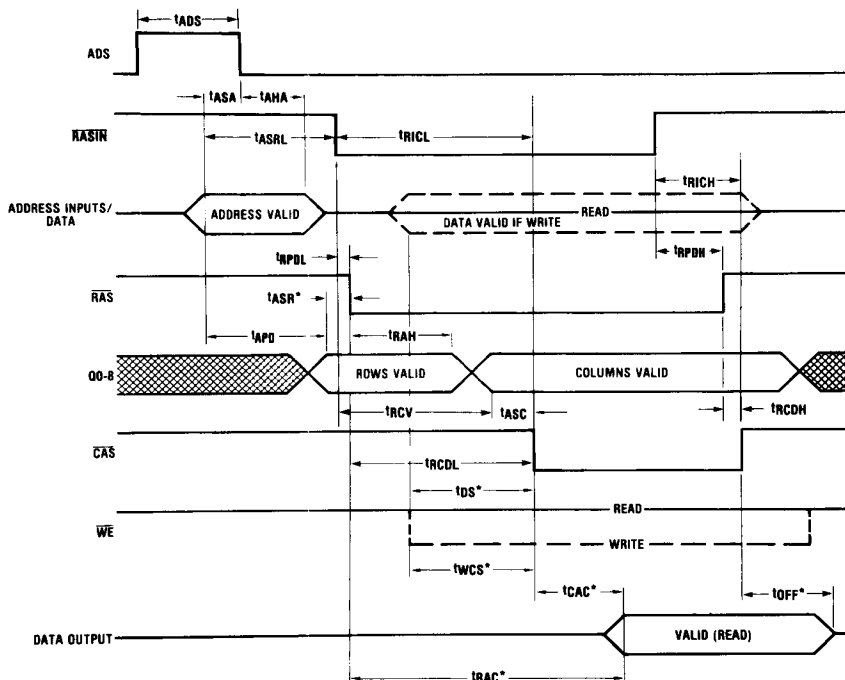 tADS
ADS
tASA
tAHA
RASIN
tASRL
tRICL
tRICH
ADDRESS INPUTS/
DATA
ADDRESS VALID
READ
DATA VALID IF WRITE
tRPDL
tRPDH
RAS
tASR*
tAPD
tRAH
Q0-8
ROWS VALID
COLUMNS VALID
tRCV
tASC
tRCDH
CAS
tRCDL
tDS*
WE
READ
WRITE
tWCS*
tCAC*
tOFF*
DATA OUTPUT
VALID (READ)
tRAC*